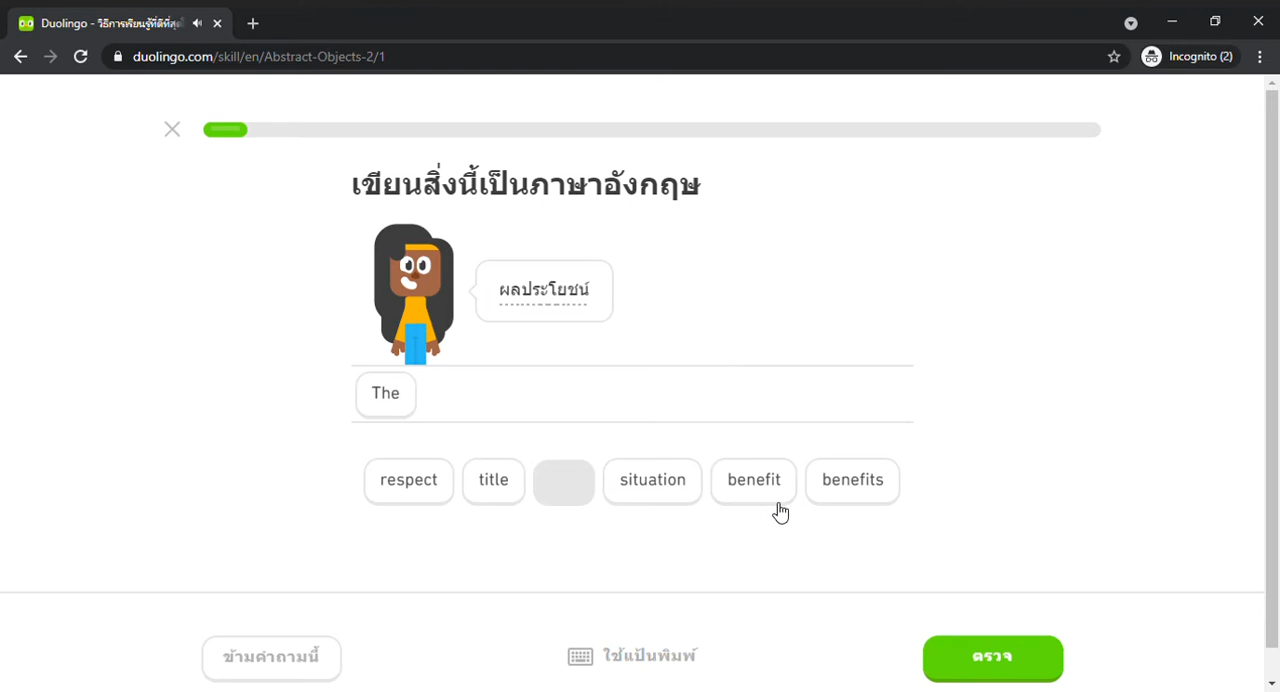 Duolingo - วิธีการเรียนรู้ที่ดีที่สุดใ
duolingo.com/skill/en/Abstract-Objects-2/1
Incognito (2)
เขียนสิ่งนี้เป็นภาษาอังกฤษ
ผลประโยชน์
The
respect title situation benefit benefits
ข้ามคำถามนี้ ใช้แป้นพิมพ์ ตรวจ